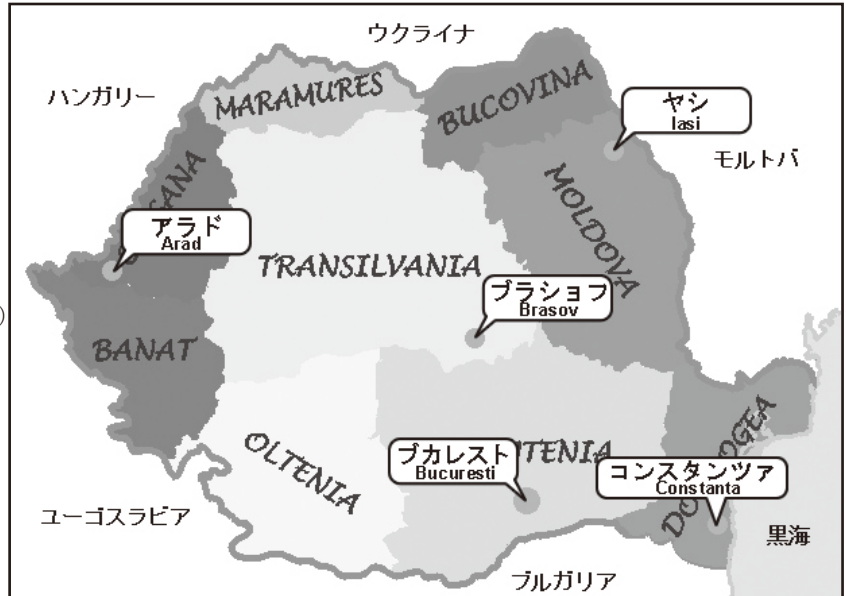 ウクライナ
ハンガリー
MARAMURES
BUCOVINA
ヤシ
Iasi
モルトバ
アラド
Arad
MOLDOVA
TRANSILVANIA
ブラショフ
Brasov
BANAT
OLTENIA
ブカレスト
Bucuresti
コンスタンツァ
Constanta
ユーゴスラビア
黒海
ブルガリア